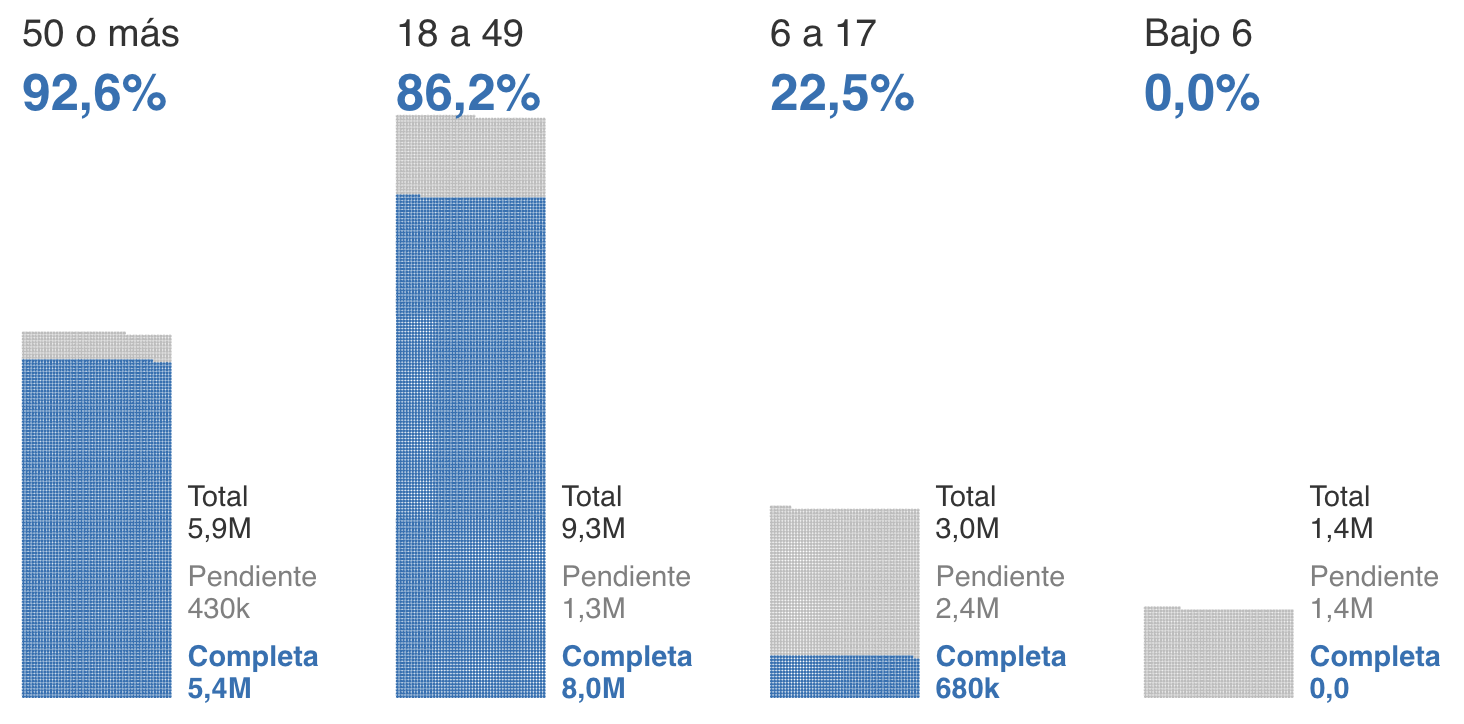 50 o más
92,6%
Total
5,9M
Pendiente
430k
Completa
5,4M
18 a 49
86,2%
Total
9,3M
Pendiente
1,3M
Completa
8,0M
6 a 17
22,5%
Total
3,0M
Pendiente
2,4M
Completa
680k
Bajo 6
0,0%
Total
1,4M
Pendiente
1,4M
Completa
0,0